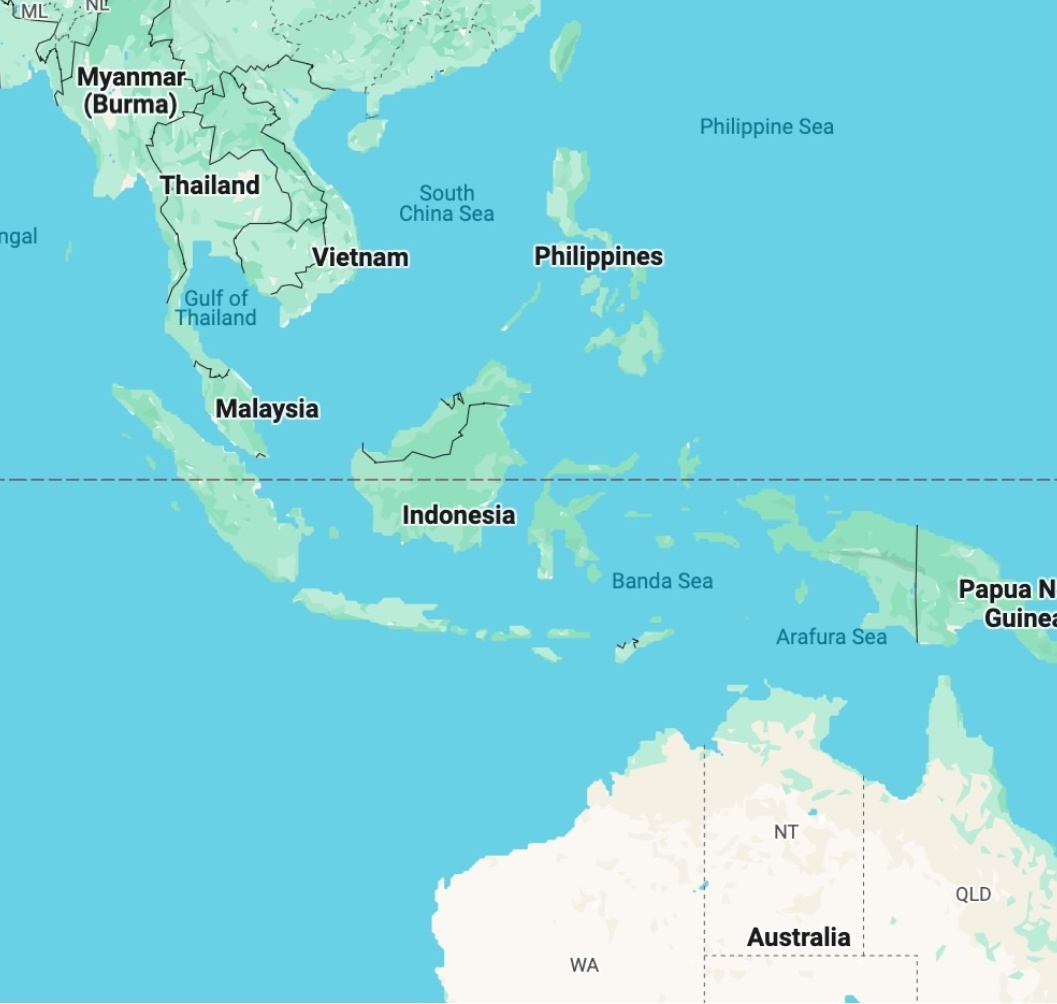 ML
NL
Myanmar
(Burma)
Philippine Sea
Thailand
South
China Sea
ngal
Vietnam
Philippines
Gulf of
Thailand
Malaysia
Indonesia
Banda Sea
Papua N
Guinea
Arafura Sea
NT
QLD
Australia
WA